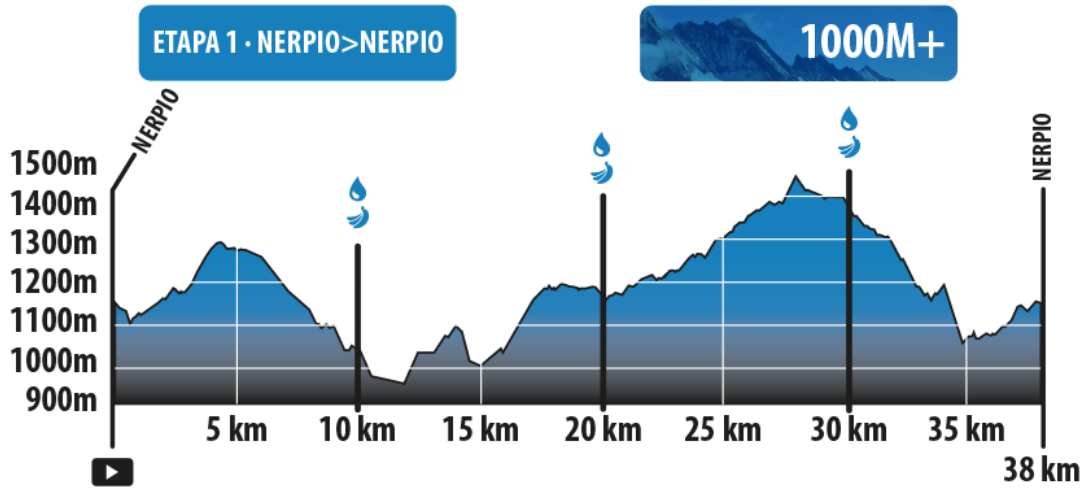 ETAPA 1 · NERPIO>NERPIO
1000M+
NERPIO
NERPIO
1500m
1400m
1300m
1200m
1100m
1000m
900m
5 km
10 km
15 km
20 km
25 km
30 km
35 km
38 km